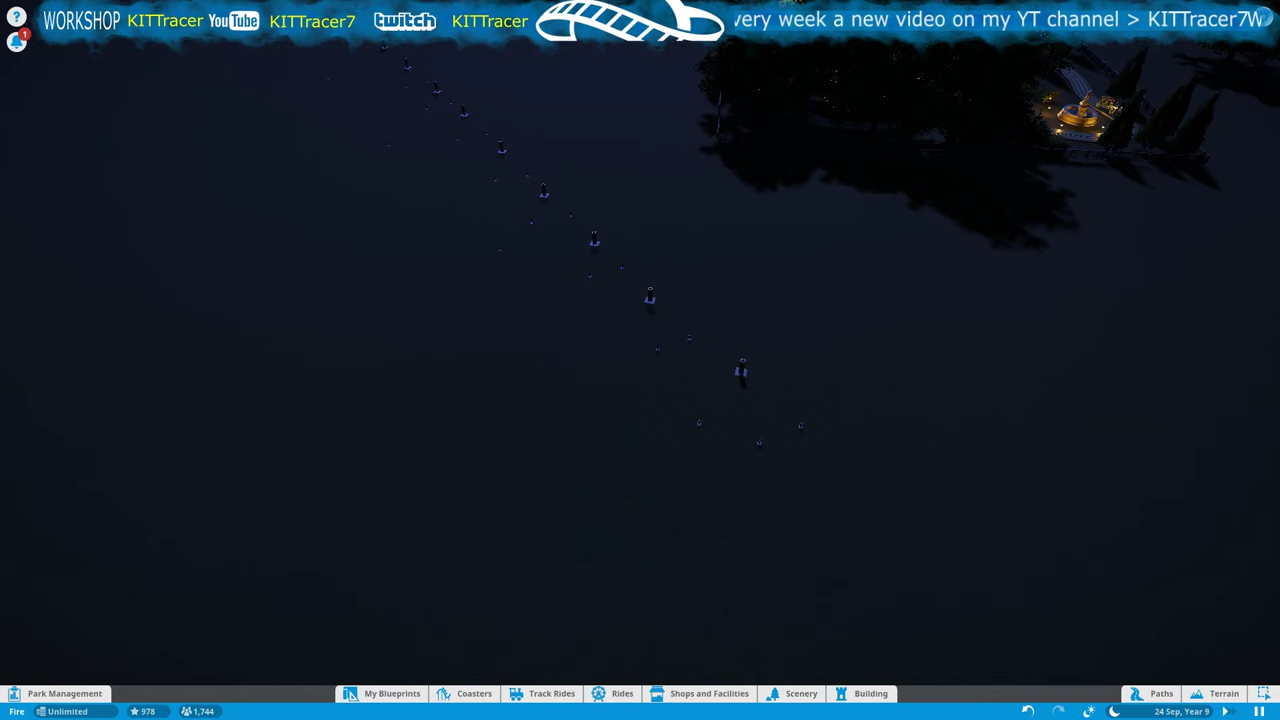 ?
1
WORKSHOP KITTracer YouTube KITTracer7 twitch KITTracer
very week a new video on my YT channel > KITTracer7W
Park Management
My Blueprints
Coasters
Track Rides
Rides
Shops and Facilities
Scenery
Building
Paths
Terrain
Fire
Unlimited
978
1,744
24 Sep, Year 9